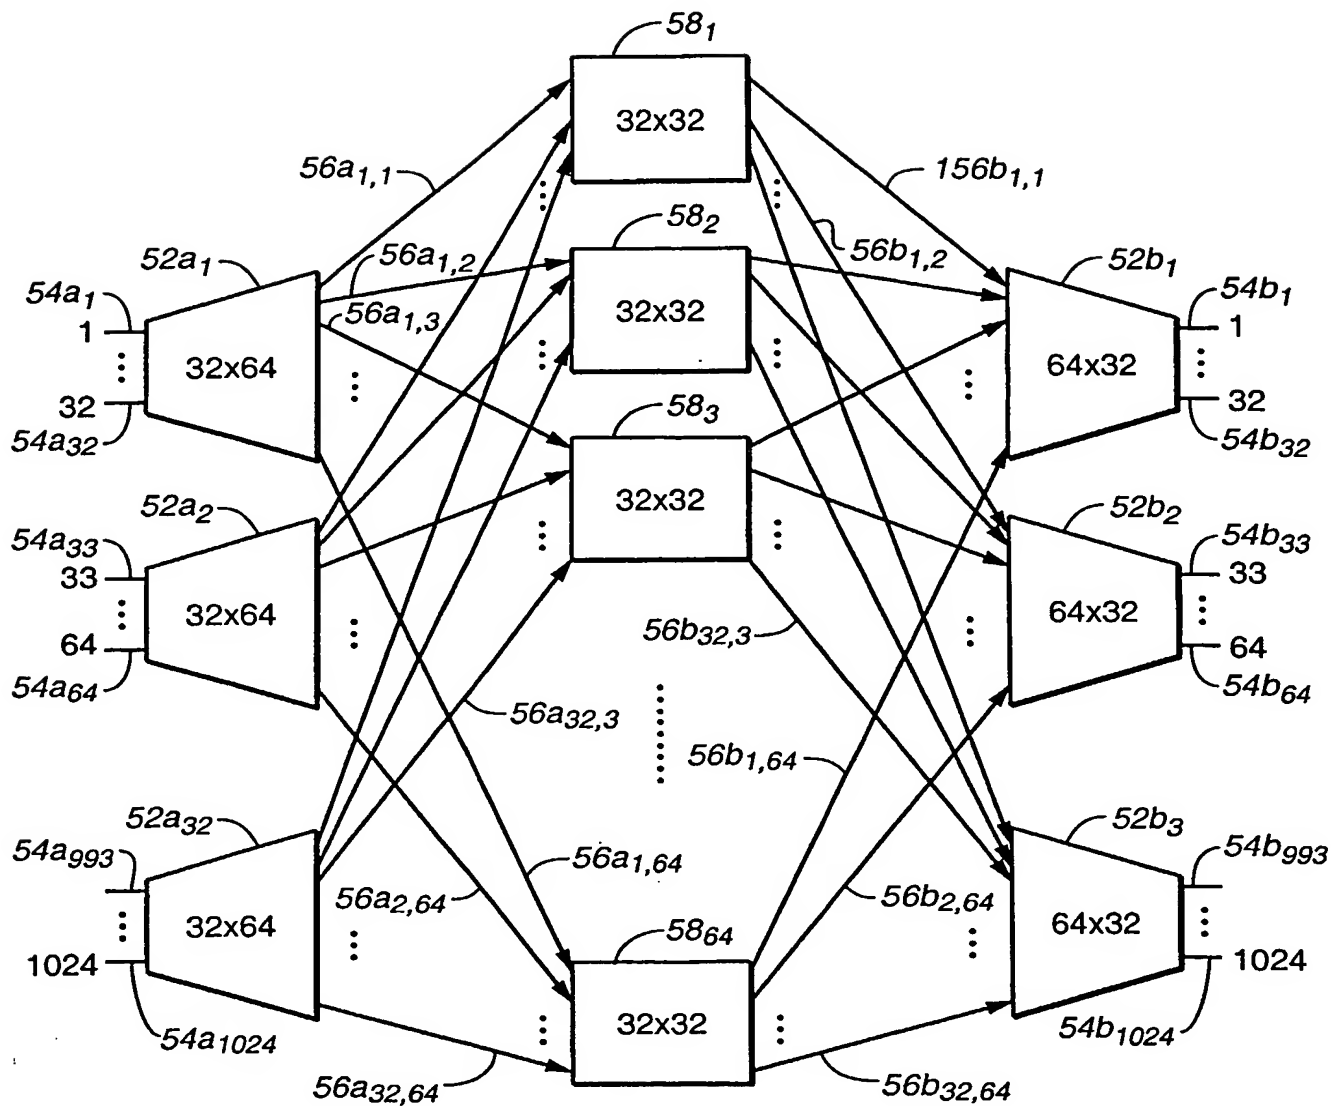 58₁
32x32
56a₁,₁
156b₁,₁
58₂
52a₁
56a₁,₂
56b₁,₂
52b₁
54a₁
32x32
54b₁
1
56a₁,₃
1
32x64
64x32
58₃
32
32
54a₃₂
54b₃₂
52a₂
32x32
52b₂
54a₃₃
54b₃₃
33
33
32x64
64x32
56b₃₂,₃
64
64
54a₆₄
54b₆₄
56a₃₂,₃
56b₁,₆₄
52a₃₂
52b₃
54a₉₉₃
54b₉₉₃
56a₁,₆₄
56a₂,₆₄
56b₂,₆₄
32x64
64x32
58₆₄
1024
1024
32x32
54a₁₀₂₄
54b₁₀₂₄
56a₃₂,₆₄
56b₃₂,₆₄